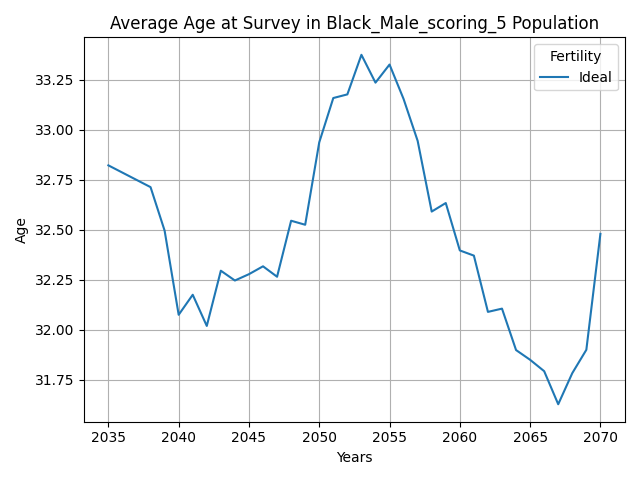 Average Age at Survey in Black_Male_scoring_5 Population
Fertility
Ideal
Age
33.25
33.00
32.75
32.50
32.25
32.00
31.75
2035 2040 2045 2050 2055 2060 2065 2070
Years